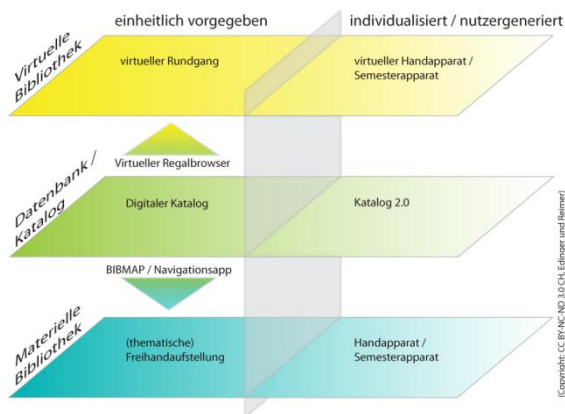 einheitlich vorgegeben
individualisiert / nutzergeneriert
Virtuelle
Bibliothek
virtueller Rundgang
virtueller Handapparat /
Semesterapparat
Virtueller Regalbrowser
Datenbank /
Katalog
Digitaler Katalog
Katalog 2.0
BIBMAP / Navigationsapp
Materielle
Bibliothek
(thematische)
Freihandaufstellung
Handapparat /
Semesterapparat
(Copyright: CC BY-NC-ND 3.0 CH, Edinger und Reimer)